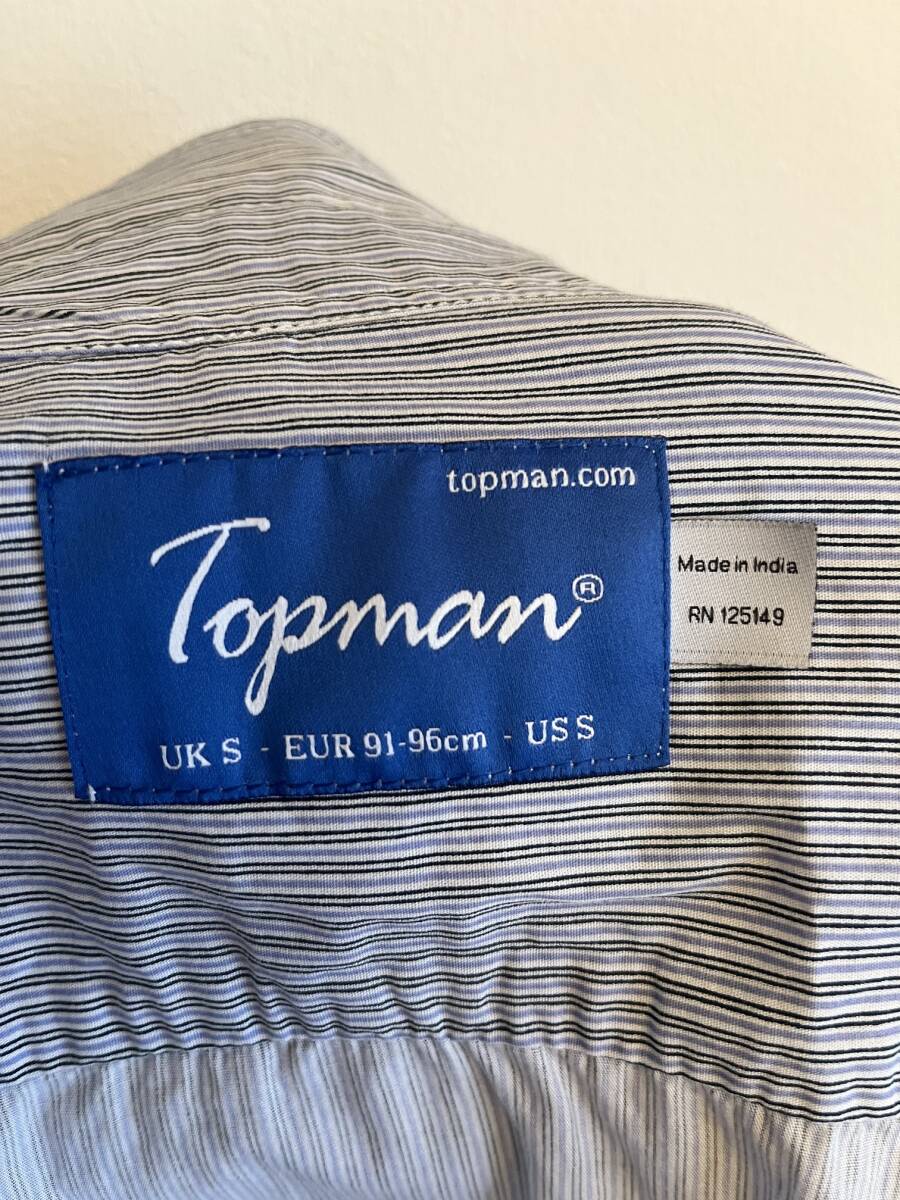 topman.com
Topman®
UK S - EUR 91-96cm - US S
Made in India
RN 125149